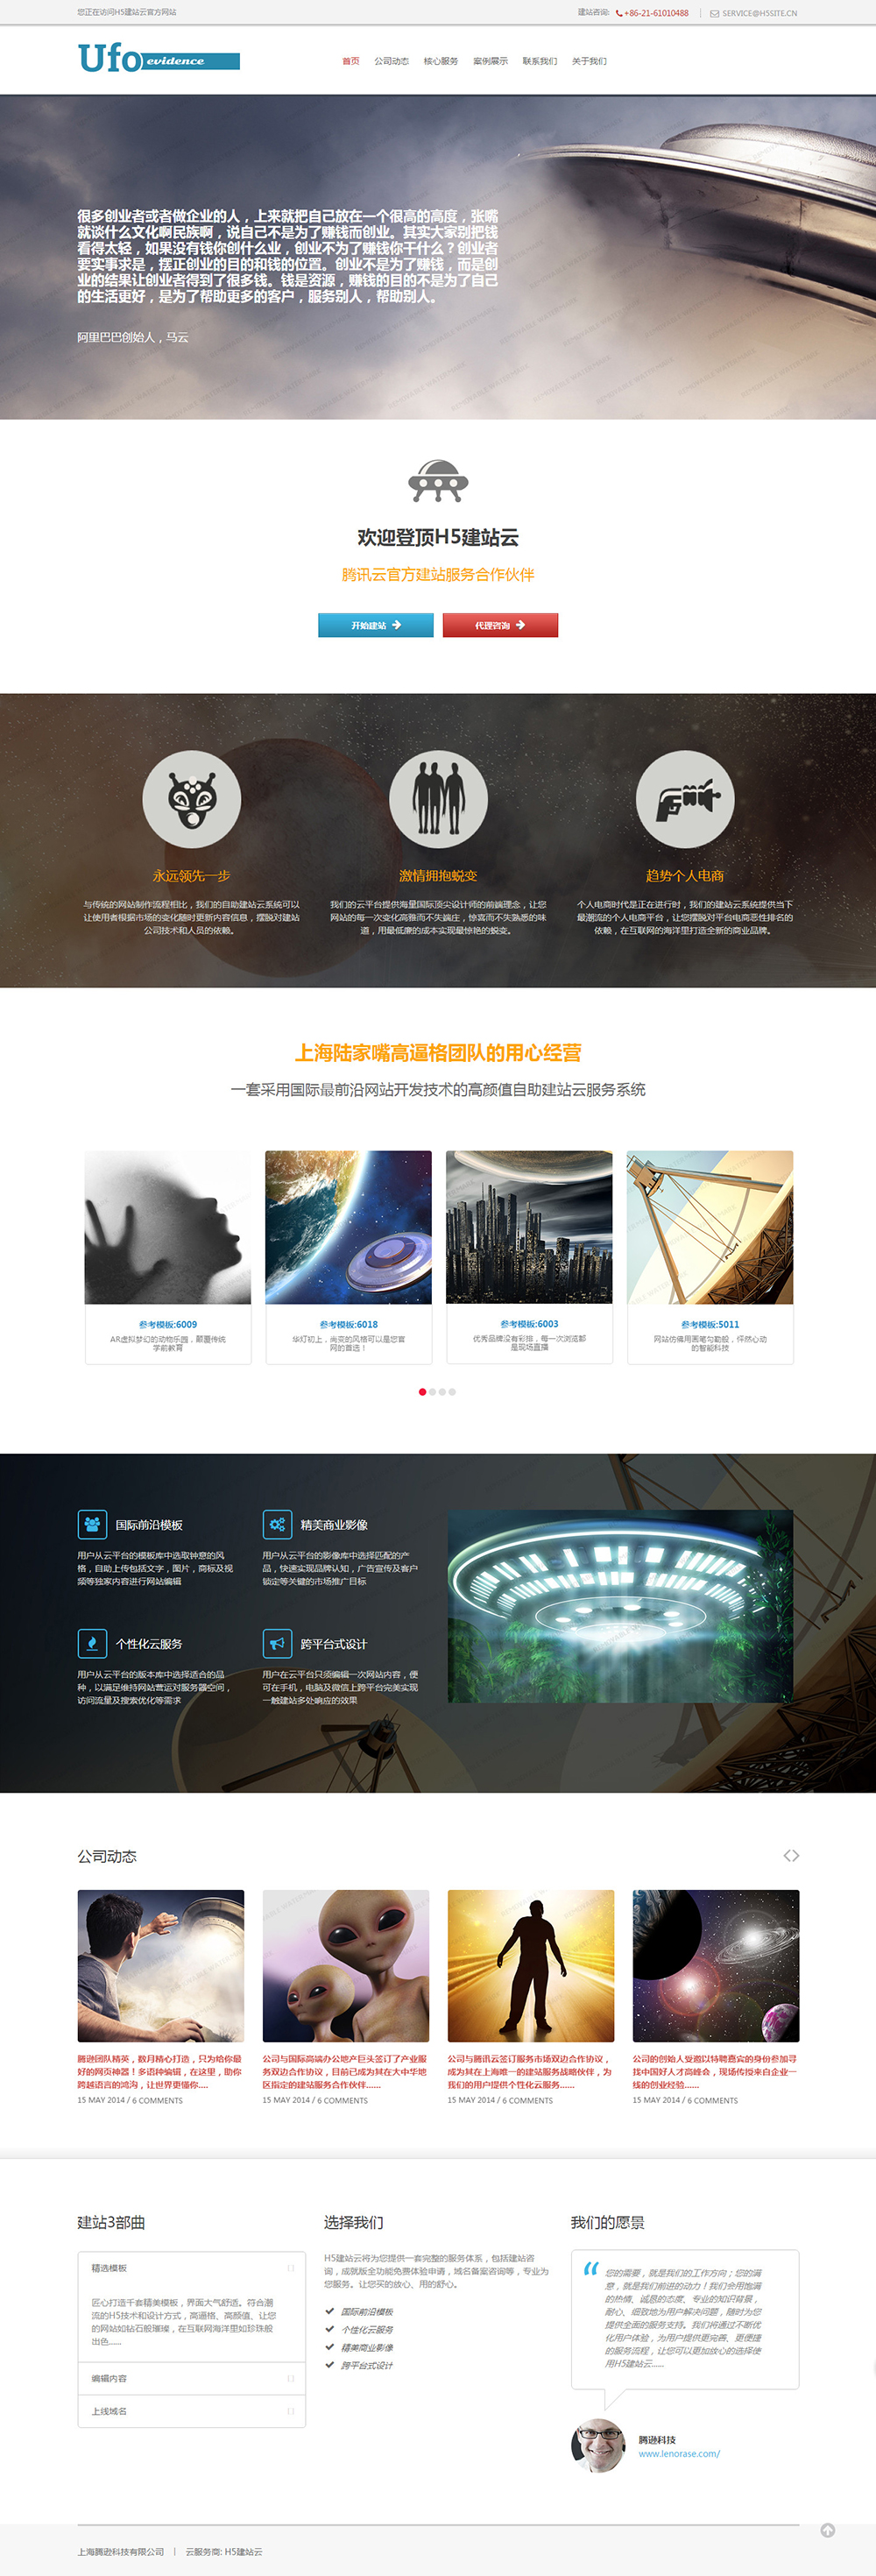 您正在访问H5建站云官方网站
建站咨询: +86-21-61010488 SERVICE@H5SITE.CN
Ufo evidence
首页 公司动态 核心服务 案例展示 联系我们 关于我们
很多创业者或者做企业的人，上来就把自己放在一个很高的高度，张嘴
就谈什么文化啊民族啊，说自己不是为了赚钱而创业。其实大家别把钱
看得太轻，如果没有钱你创什么业，创业不为了赚钱你干什么？创业者
要实事求是，摆正创业的目的和钱的位置。创业不是为了赚钱，而是创
业的结果让创业者得到了很多钱。钱是资源，赚钱的目的不是为了自己
的生活更好，是为了帮助更多的客户，服务别人，帮助别人。
阿里巴巴创始人，马云
欢迎登顶H5建站云
腾讯云官方建站服务合作伙伴
开始建站 代理咨询
永远领先一步
与传统的网站制作流程相比，我们的自助建站云系统可以
让使用者根据市场的变化随时更新内容信息，摆脱对建站
公司技术和人员的依赖。
激情拥抱蜕变
我们的云平台提供海量国际顶尖设计师的前端理念，让您
网站的每一次变化高雅而不失端庄，惊喜而不失熟悉的味
道，用最低廉的成本实现最惊艳的蜕变。
趋势个人电商
个人电商时代是正在进行时，我们的建站云系统提供当下
最潮流的个人电商平台，让您摆脱对平台电商恶性排名的
依赖，在互联网的海洋里打造全新的商业品牌。
上海陆家嘴高逼格团队的用心经营
一套采用国际最前沿网站开发技术的高颜值自助建站云服务系统
参考模板:6009
AR虚拟梦幻的动物乐园，颠覆传统
学前教育
参考模板:6018
华灯初上，尚变的风格可以是您官
网的首选！
参考模板:6003
优秀品牌没有彩排，每一次浏览都
是现场直播
参考模板:5011
网站仿佛用画笔勾勒般，怦然心动
的智能科技
国际前沿模板
用户从云平台的模板库中选取钟意的风
格，自助上传包括文字，图片，商标及视
频等独家内容进行网站编辑
精美商业影像
用户从云平台的影像库中选择匹配的产
品，快速实现品牌认知，广告宣传及客户
锁定等关键的市场推广目标
个性化云服务
用户从云平台的版本库中选择适合的品
种，以满足维持网站营运对服务器空间，
访问流量及搜索优化等需求
跨平台式设计
用户在云平台只须编辑一次网站内容，便
可在手机，电脑及微信上跨平台完美实现
一触建站多处响应的效果
公司动态
腾逊团队精英，数月精心打造，只为给你最
好的网页神器！多语种编辑，在这里，助你
跨越语言的鸿沟，让世界更懂你....
15 MAY 2014 / 6 COMMENTS
公司与国际高端办公地产巨头签订了产业服
务双边合作协议，目前已成为其在大中华地
区指定的建站服务合作伙伴......
15 MAY 2014 / 6 COMMENTS
公司与腾讯云签订服务市场双边合作协议，
成为其在上海唯一的建站服务战略伙伴，为
我们的用户提供个性化云服务......
15 MAY 2014 / 6 COMMENTS
公司的创始人受邀以特聘嘉宾的身份参加寻
找中国好人才高峰会，现场传授来自企业一
线的创业经验......
15 MAY 2014 / 6 COMMENTS
建站3部曲
精选模板
匠心打造千套精美模板，界面大气舒适。符合潮
流的H5技术和设计方式，高逼格、高颜值、让您
的网站如钻石般璀璨，在互联网海洋里如珍珠般
出色......
编辑内容
上线域名
选择我们
H5建站云将为您提供一套完整的服务体系，包括建站咨
询，成就版全功能免费体验申请，域名备案咨询等，专业为
您服务。让您买的放心、用的舒心。
国际前沿模板
个性化云服务
精美商业影像
跨平台式设计
我们的愿景
您的需要，就是我们的工作方向；您的满
意，就是我们前进的动力！我们会用饱满
的热情、诚恳的态度、专业的知识背景，
耐心、细致地为用户解决问题，随时为您
提供全面的服务支持。我们将通过不断优
化用户体验，为用户提供更完善、更便捷
的服务流程，让您可以更加放心的选择使
用H5建站云......
腾逊科技
www.lenorase.com/
上海腾逊科技有限公司 | 云服务商: H5建站云